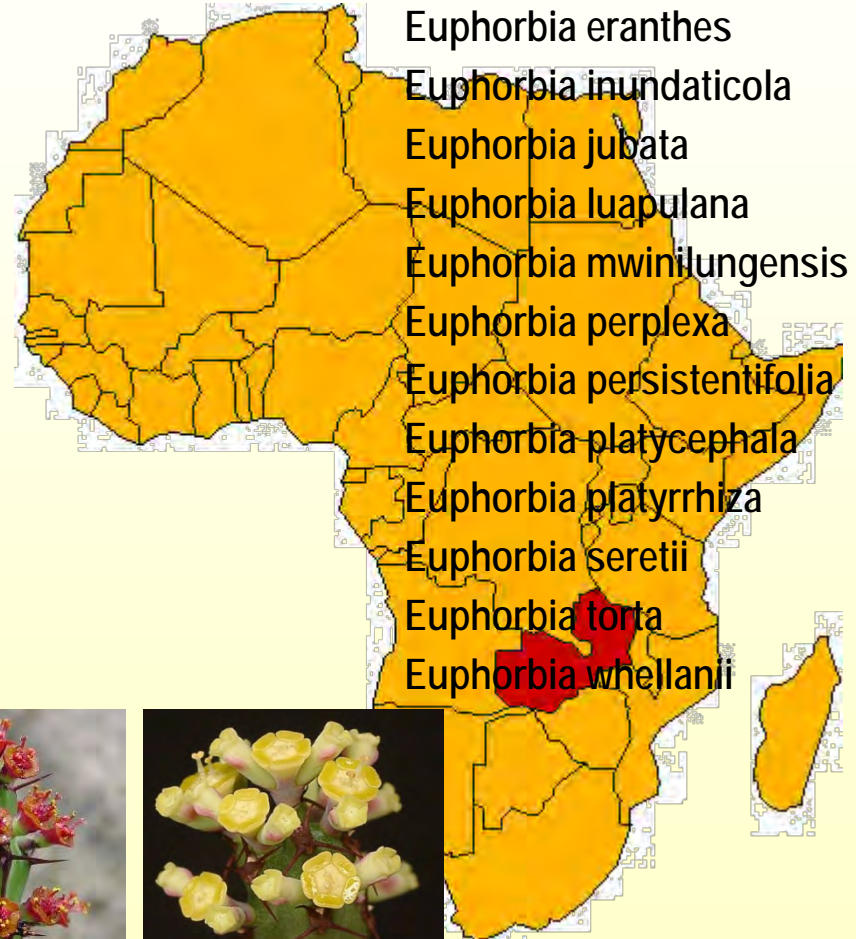 Euphorbia eranthes
Euphorbia inundaticola
Euphorbia jubata
Euphorbia luapulana
Euphorbia mwinilungensis
Euphorbia perplexa
Euphorbia persistentifolia
Euphorbia platycephala
Euphorbia platyrrhiza
Euphorbia seretii
Euphorbia torta
Euphorbia whellanii